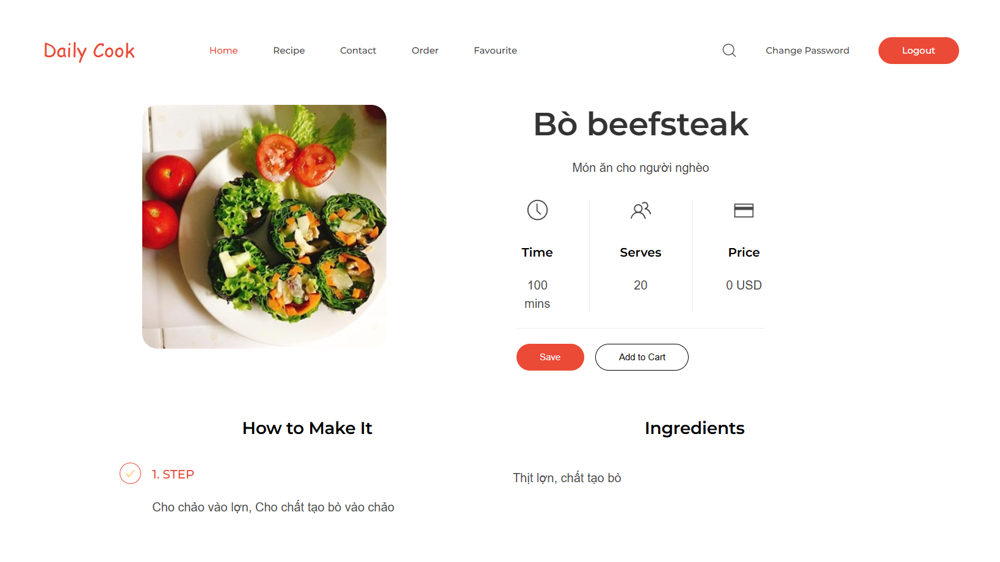 Daily Cook
Home
Recipe
Contact
Order
Favourite
Change Password
Logout
Bò beefsteak
Món ăn cho người nghèo
Time
100
mins
Serves
20
Price
0 USD
Save
Add to Cart
How to Make It
1. STEP
Cho chảo vào lợn, Cho chất tạo bò vào chảo
Ingredients
Thịt lợn, chất tạo bò